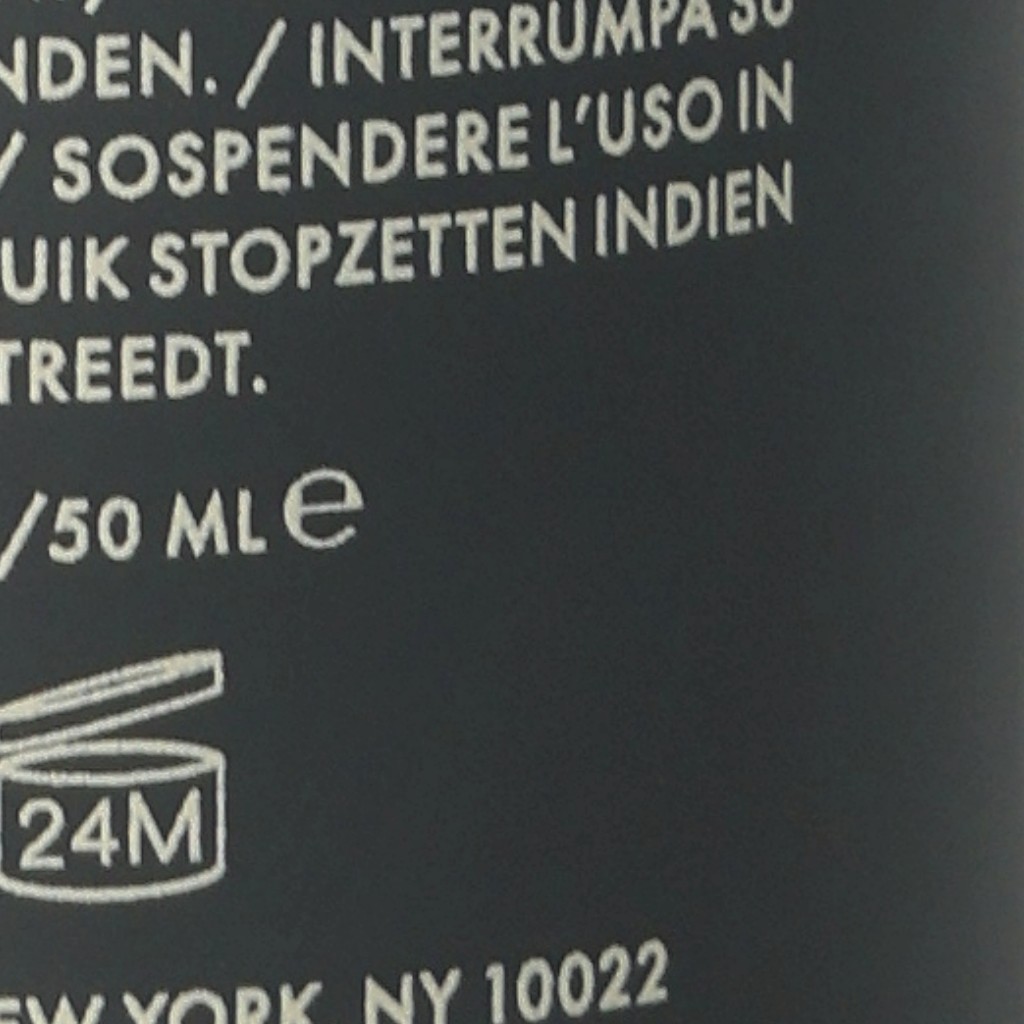 NDEN. / INTERRUMPA SU
/ SOSPENDERE L'USO IN
UIK STOPZETTEN INDIEN
TREEDT.
/50 ML e
24M
EW YORK, NY 10022